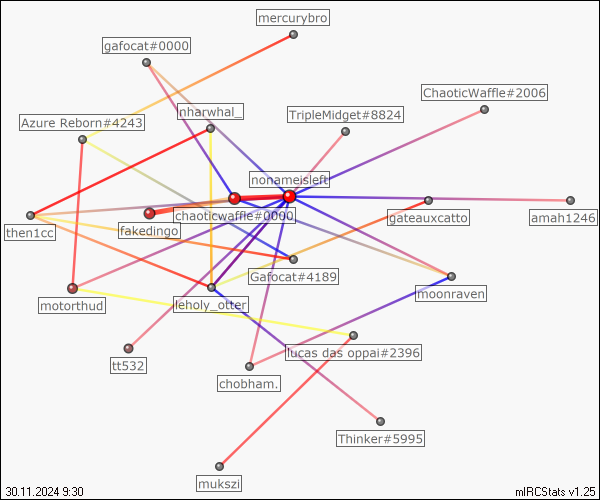 mercurybro
gafocat#0000
ChaoticWaffle#2006
nharwhal_
TripleMidget#8824
Azure Reborn#4243
nonameisleft
chaoticwaffle#0000
gateauxcatto
amah1246
then1cc
fakedingo
Gafocat#4189
moonraven
motorthud
leholy_otter
lucas das oppai#2396
tt532
chobham.
Thinker#5995
mukszi
30.11.2024 9:30
mIRCStats v1.25